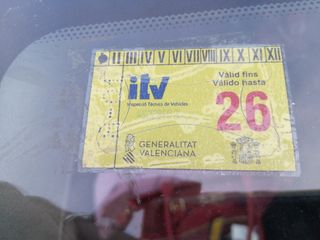 II III IV V VI VII VIII IX X XI XII
itv
Inspecció Tècnica de Vehicles
Vàlid fins
Válido hasta
26
GENERALITAT
VALENCIANA